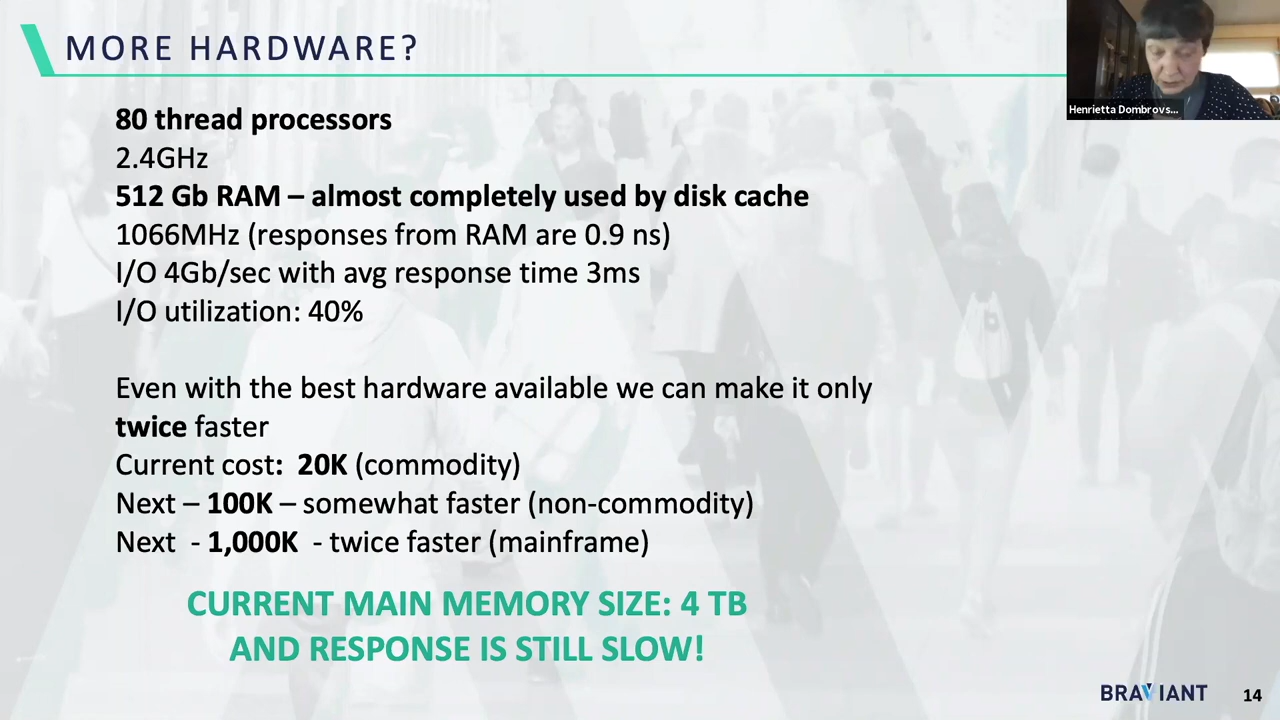 MORE HARDWARE?
Henrietta Dombrovs...
80 thread processors
2.4GHz
512 Gb RAM – almost completely used by disk cache
1066MHz (responses from RAM are 0.9 ns)
I/O 4Gb/sec with avg response time 3ms
I/O utilization: 40%
Even with the best hardware available we can make it only
twice faster
Current cost: 20K (commodity)
Next – 100K – somewhat faster (non-commodity)
Next - 1,000K - twice faster (mainframe)
CURRENT MAIN MEMORY SIZE: 4 TB
AND RESPONSE IS STILL SLOW!
BRAVIANT
14